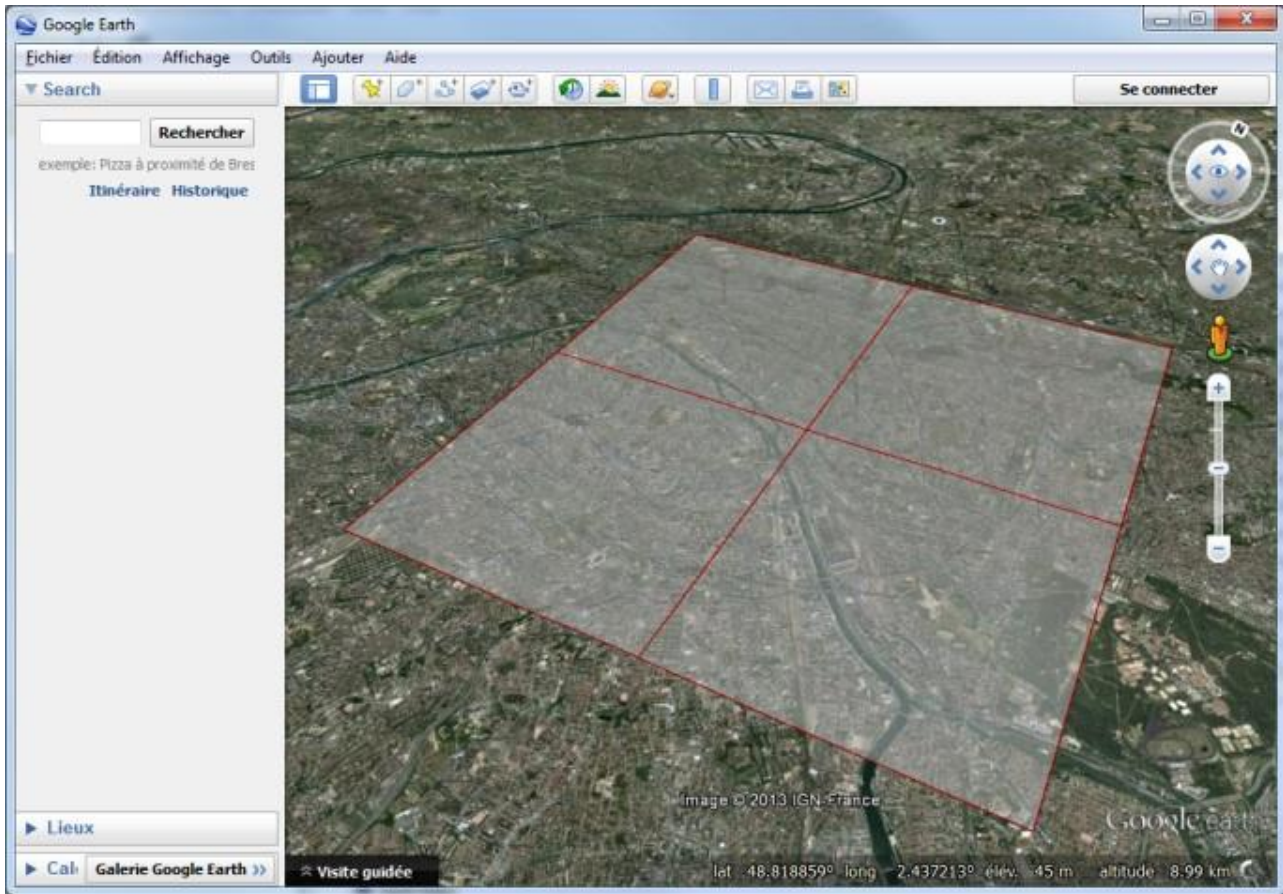 Google Earth
Fichier Édition Affichage Outils Ajouter Aide
Search
Se connecter
Rechercher
exemple: Pizza à proximité de Bres
Itinéraire Historique
N
Image © 2013 IGN-France
Google earth
Lieux
Cal
Galerie Google Earth >>
Visite guidée
lat 48.818859° long 2.437213° élév. 45 m altitude 8.99 km